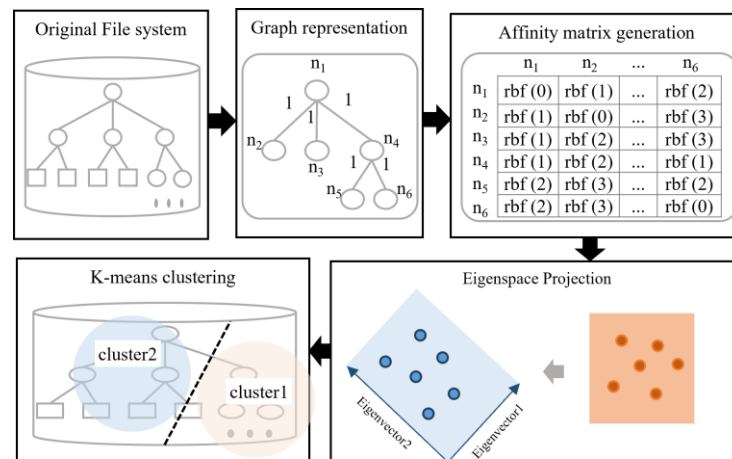 Original File system
Graph representation
n1
1 1 1
n2
n3
n4
1 1
n5
n6
Affinity matrix generation
n1 n2 ... n6
n1 rbf (0) rbf (1) ... rbf (2)
n2 rbf (1) rbf (0) ... rbf (3)
n3 rbf (1) rbf (2) ... rbf (3)
n4 rbf (1) rbf (2) ... rbf (1)
n5 rbf (2) rbf (3) ... rbf (2)
n6 rbf (2) rbf (3) ... rbf (0)
K-means clustering
cluster2
cluster1
Eigenspace Projection
Eigenvector2
Eigenvector1